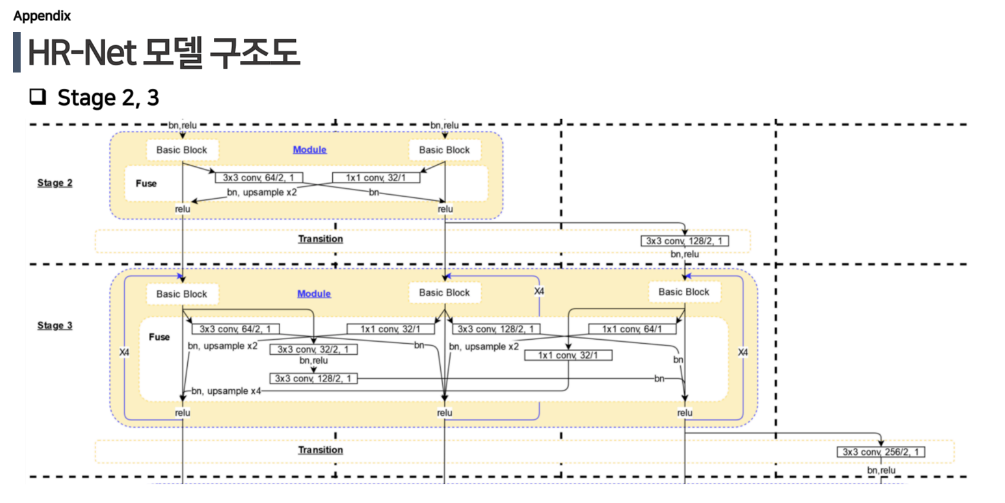 Appendix
HR-Net 모델 구조도
❑ Stage 2, 3
bn,relu bn,relu
Basic Block Module Basic Block
Stage 2
Fuse
3x3 conv, 64/2, 1 1x1 conv, 32/1
bn, upsample x2 bn
relu relu
Transition
3x3 conv, 128/2, 1
bn,relu
Basic Block Module Basic Block X4 Basic Block
Stage 3
Fuse
3x3 conv, 64/2, 1 1x1 conv, 32/1 3x3 conv, 128/2, 1 1x1 conv, 64/1
bn, upsample x2 3x3 conv, 32/2, 1 bn bn, upsample x2 1x1 conv, 32/1
X4 bn,relu bn X4
3x3 conv, 128/2, 1 bn
bn, upsample x4
relu relu relu
Transition
3x3 conv, 256/2, 1
bn,relu